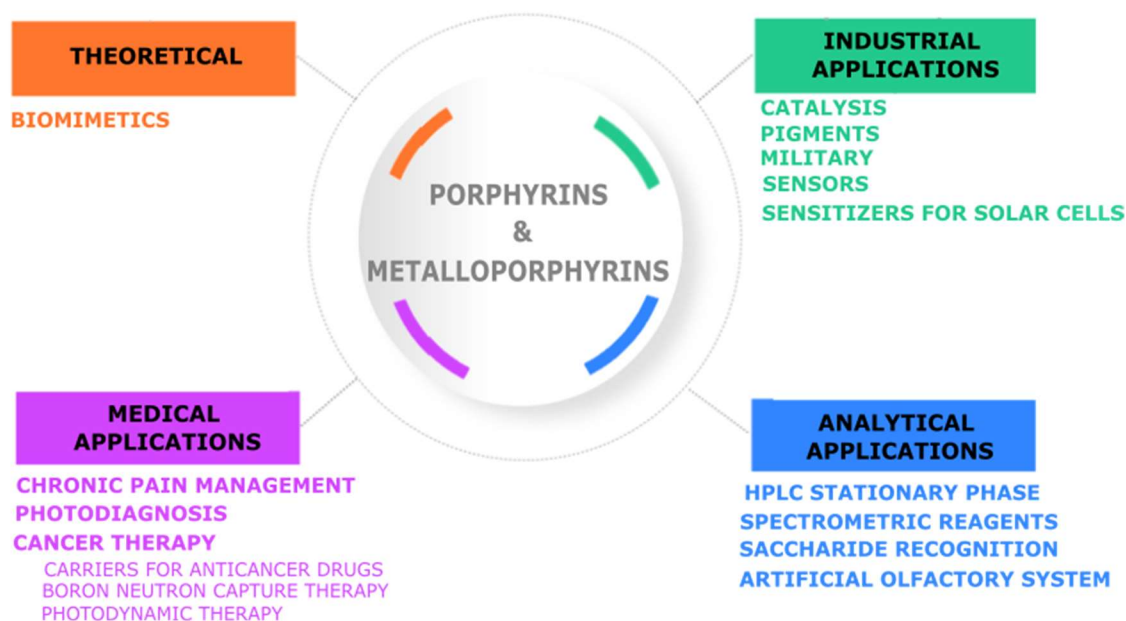 THEORETICAL
BIOMIMETICS
INDUSTRIAL
APPLICATIONS
CATALYSIS
PIGMENTS
MILITARY
SENSORS
SENSITIZERS FOR SOLAR CELLS
PORPHYRINS
&
METALLOPORPHYRINS
MEDICAL
APPLICATIONS
CHRONIC PAIN MANAGEMENT
PHOTODIAGNOSIS
CANCER THERAPY
CARRIERS FOR ANTICANCER DRUGS
BORON NEUTRON CAPTURE THERAPY
PHOTODYNAMIC THERAPY
ANALYTICAL
APPLICATIONS
HPLC STATIONARY PHASE
SPECTROMETRIC REAGENTS
SACCHARIDE RECOGNITION
ARTIFICIAL OLFACTORY SYSTEM